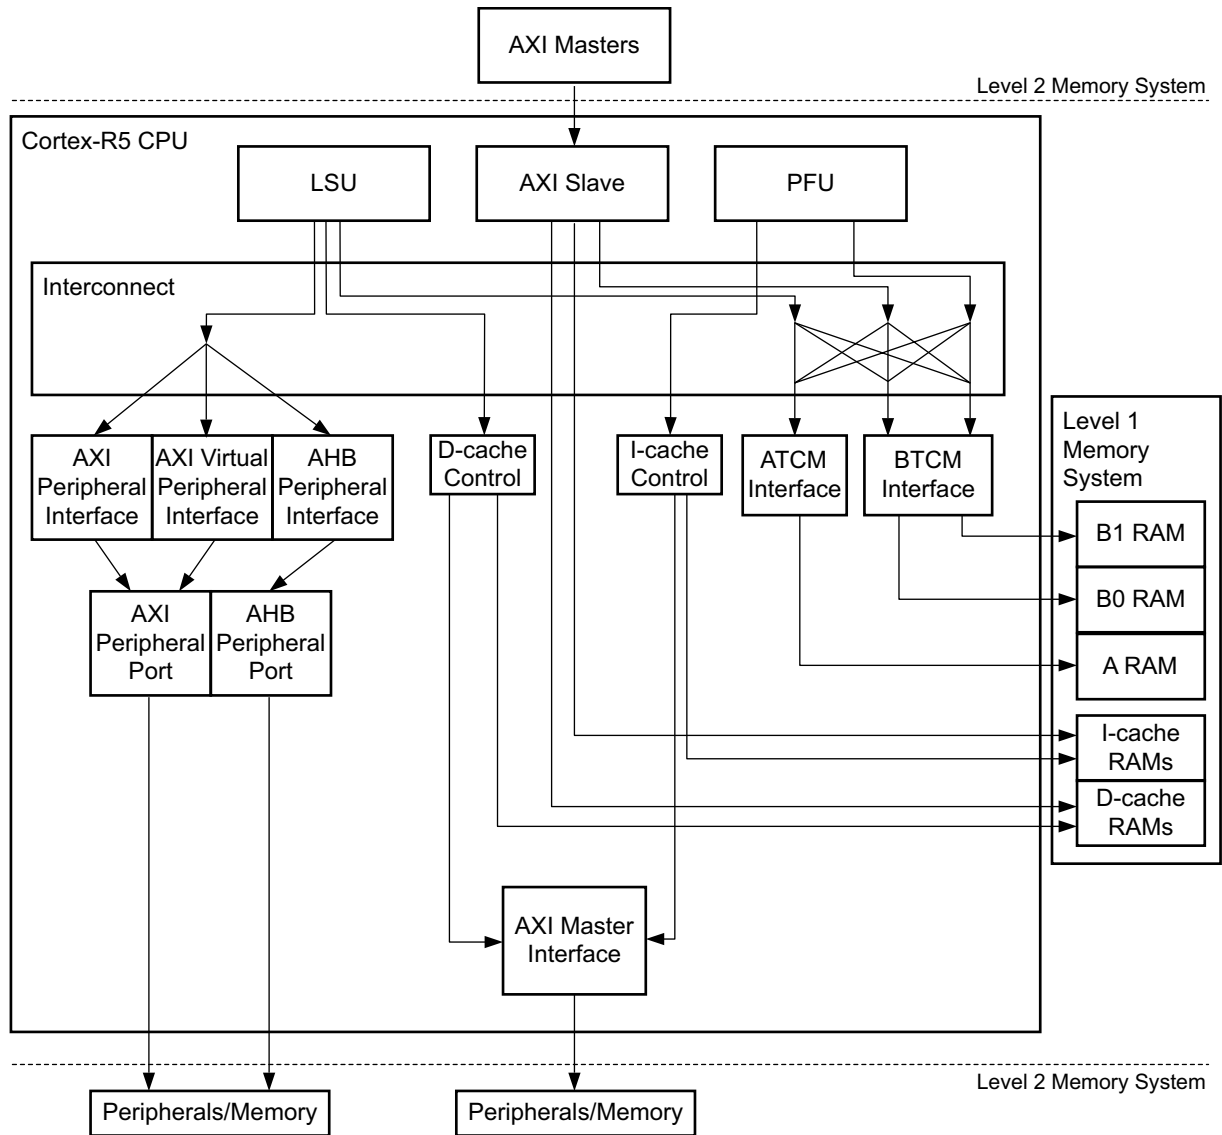 AXI Masters
Level 2 Memory System
Cortex-R5 CPU
LSU
AXI Slave
PFU
Interconnect
AXI
Peripheral
Interface
AXI Virtual
Peripheral
Interface
AHB
Peripheral
Interface
D-cache
Control
I-cache
Control
ATCM
Interface
BTCM
Interface
Level 1
Memory
System
B1 RAM
B0 RAM
A RAM
I-cache
RAMs
D-cache
RAMs
AXI
Peripheral
Port
AHB
Peripheral
Port
AXI Master
Interface
Level 2 Memory System
Peripherals/Memory
Peripherals/Memory